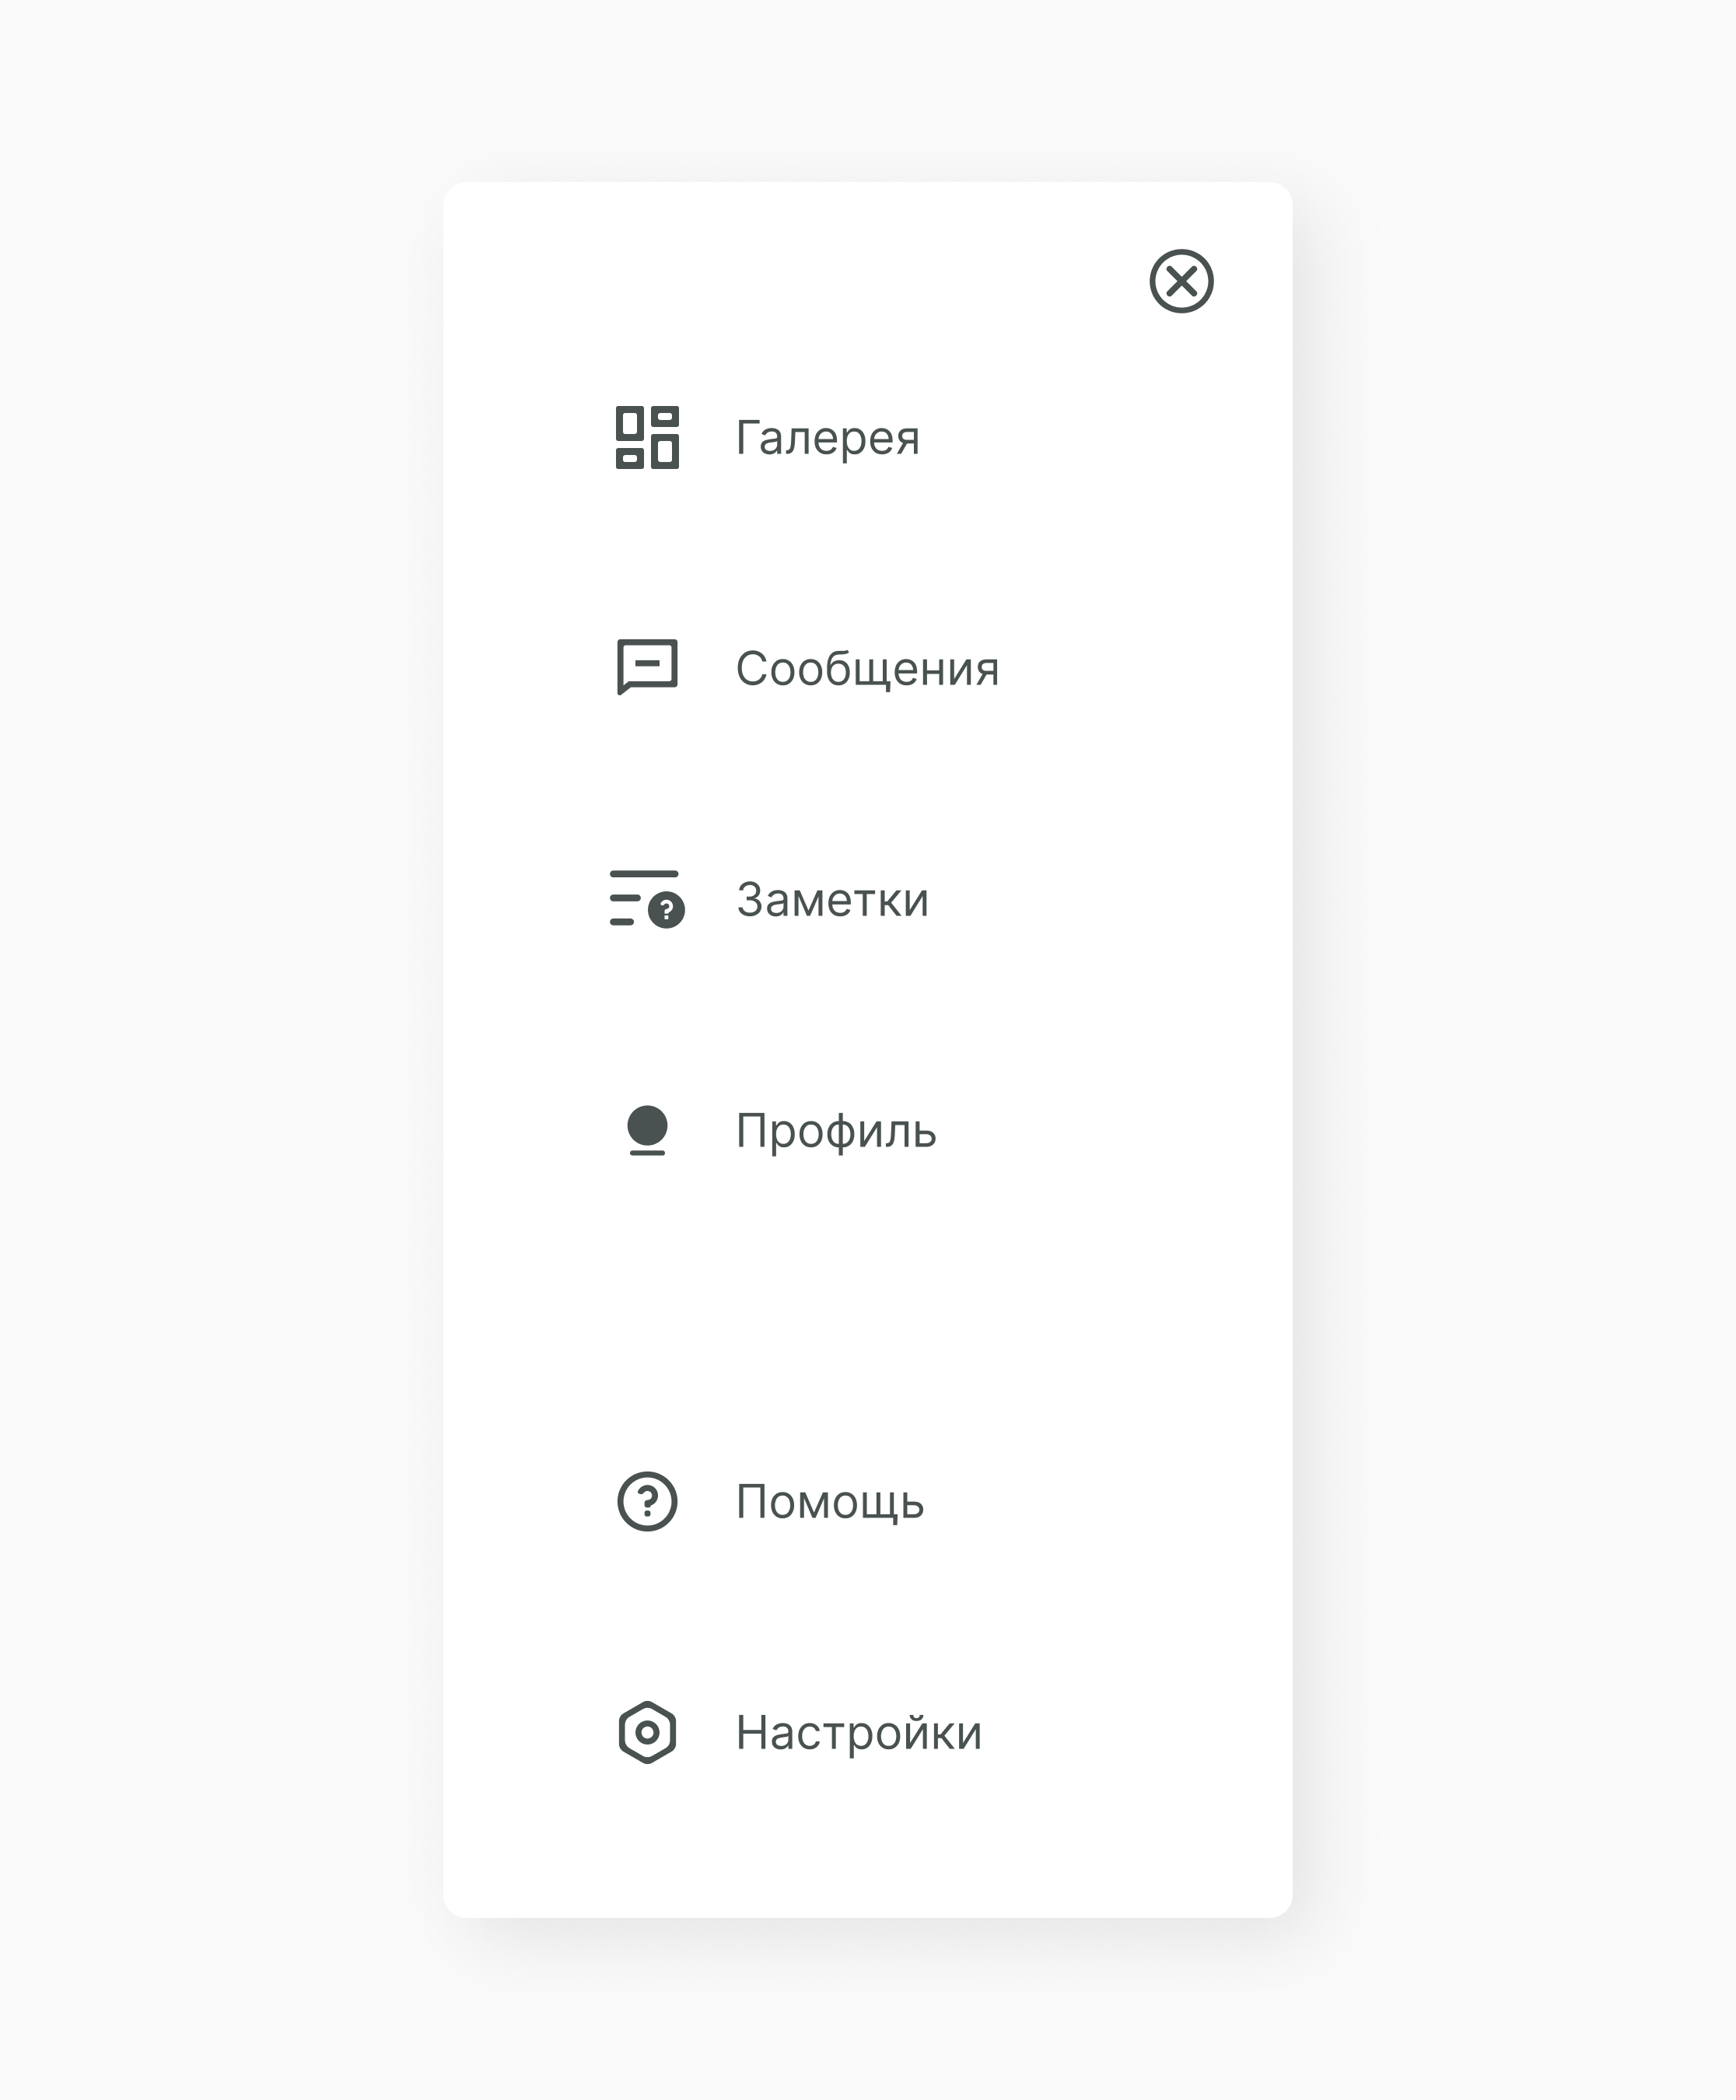 Галерея
Сообщения
Заметки
Профиль
Помощь
Настройки